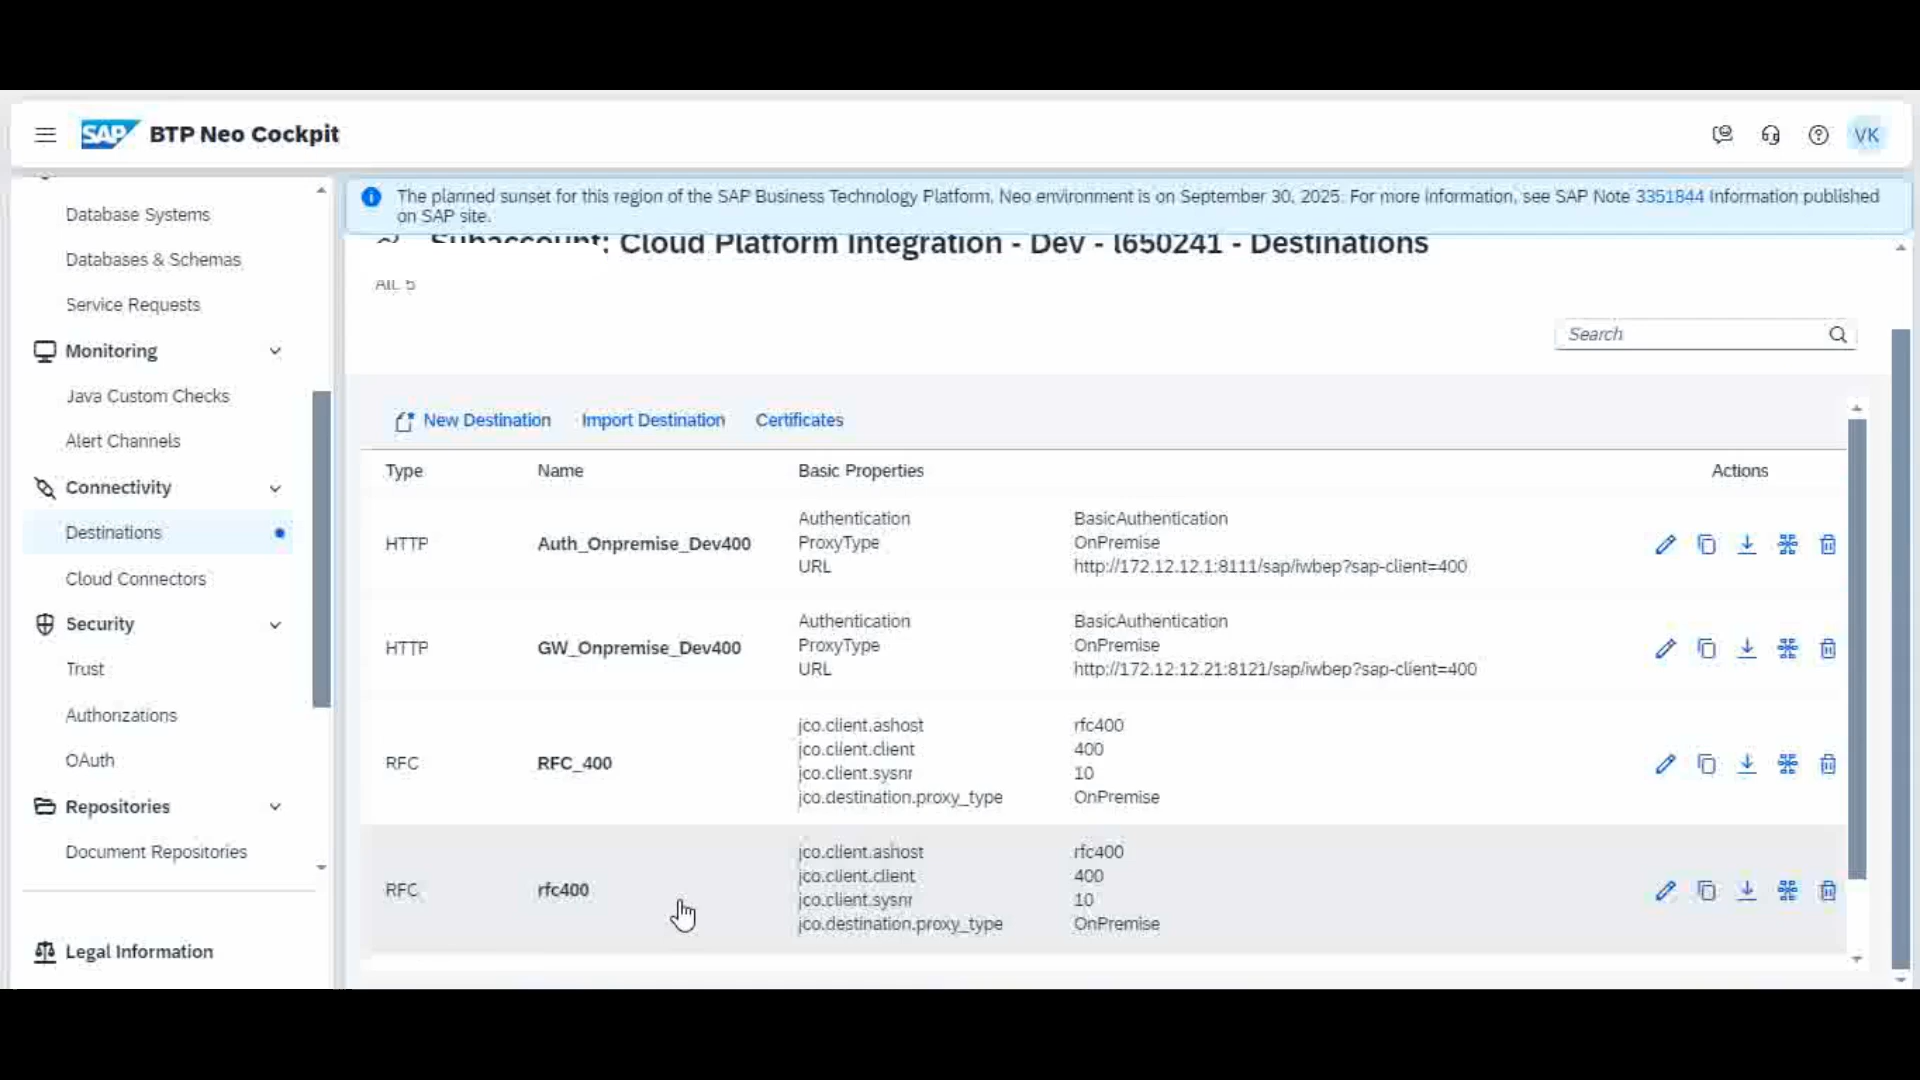 SAP BTP Neo Cockpit
VK
The planned sunset for this region of the SAP Business Technology Platform, Neo environment is on September 30, 2025. For more information, see SAP Note 3351844 Information published
on SAP site.
Subaccount: Cloud Platform Integration - Dev - l650241 - Destinations
All: 5
Search
Database Systems
Databases & Schemas
Service Requests
Monitoring
Java Custom Checks
Alert Channels
Connectivity
Destinations
Cloud Connectors
Security
Trust
Authorizations
OAuth
Repositories
Document Repositories
Legal Information
New Destination Import Destination Certificates
Type Name Basic Properties Actions
HTTP Auth_Onpremise_Dev400
Authentication BasicAuthentication
ProxyType OnPremise
URL http://172.12.12.1:8111/sap/iwbep?sap-client=400
HTTP GW_Onpremise_Dev400
Authentication BasicAuthentication
ProxyType OnPremise
URL http://172.12.12.21:8121/sap/iwbep?sap-client=400
RFC RFC_400
jco.client.ashost rfc400
jco.client.client 400
jco.client.sysnr 10
jco.destination.proxy_type OnPremise
RFC rfc400
jco.client.ashost rfc400
jco.client.client 400
jco.client.sysnr 10
jco.destination.proxy_type OnPremise